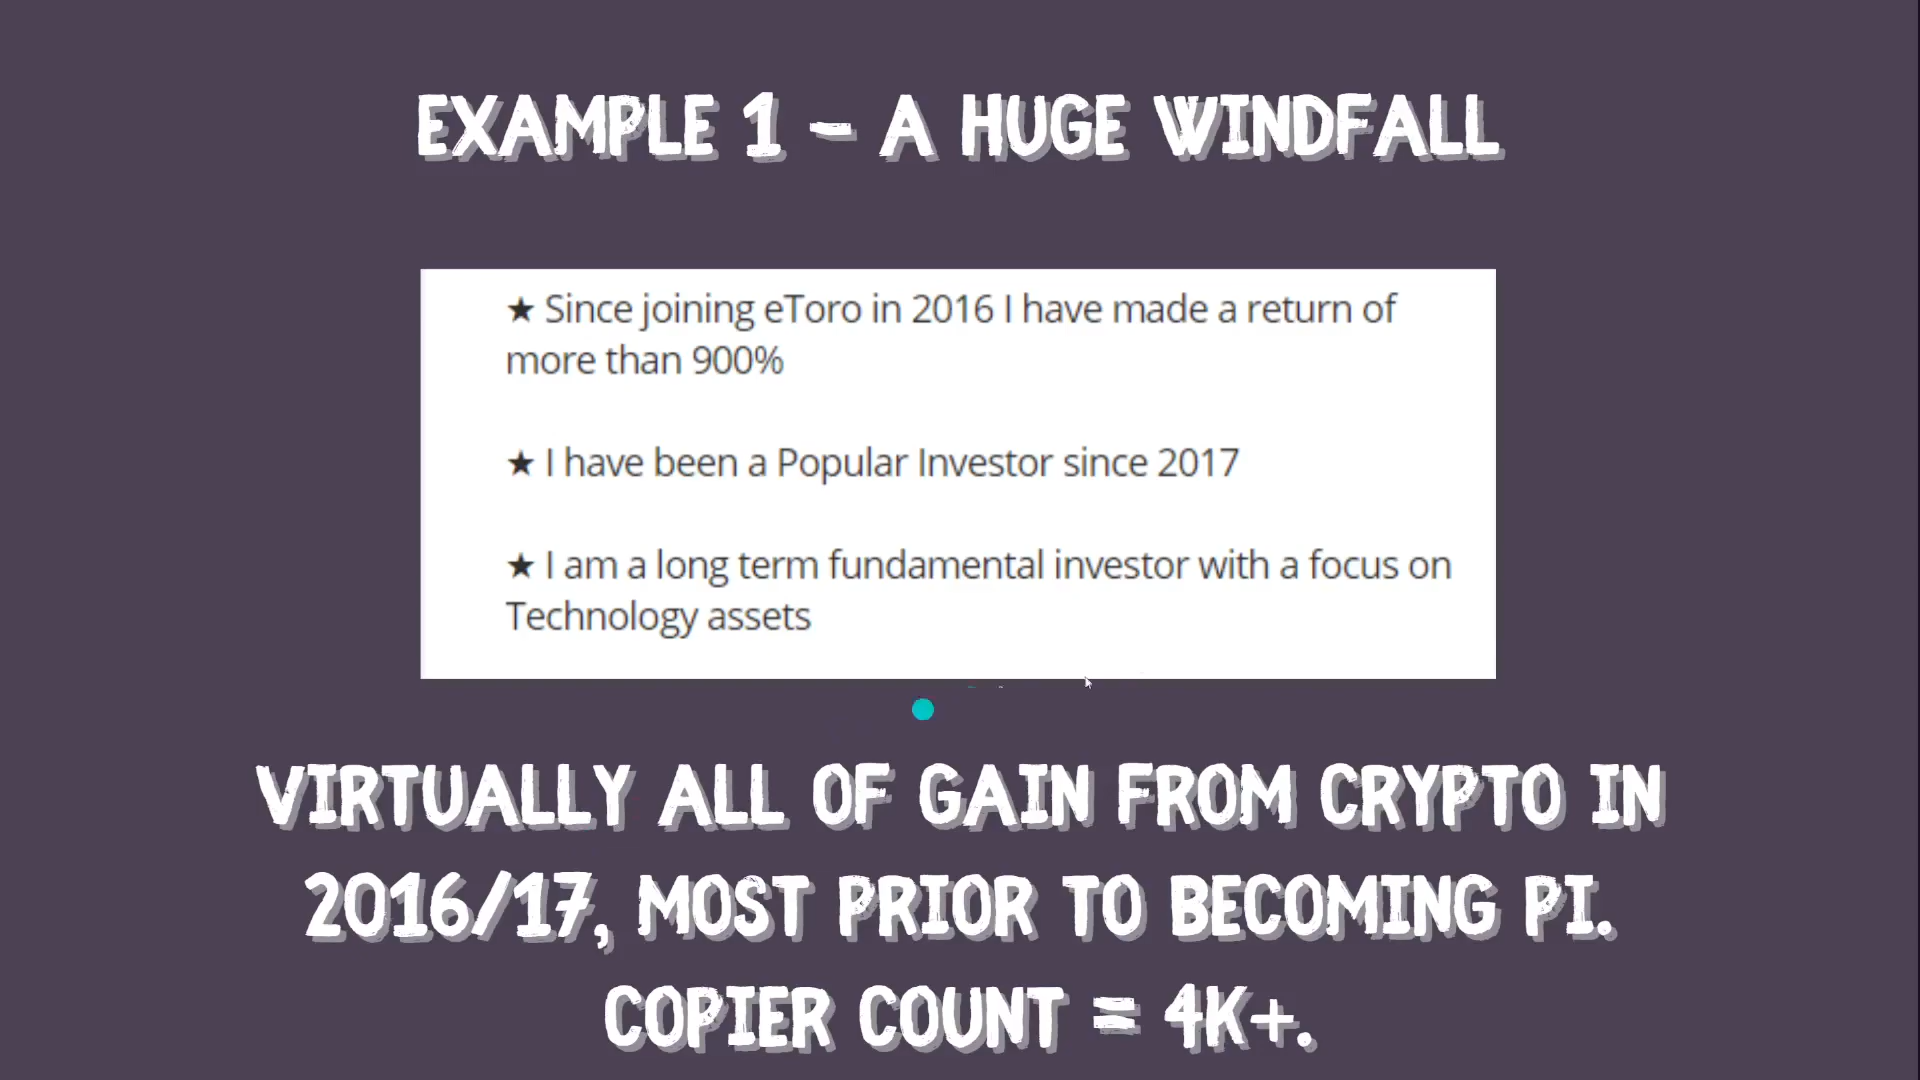 EXAMPLE 1 – A HUGE WINDFALL
★ Since joining eToro in 2016 I have made a return of
more than 900%
★ I have been a Popular Investor since 2017
★ I am a long term fundamental investor with a focus on
Technology assets
VIRTUALLY ALL OF GAIN FROM CRYPTO IN
2016/17, MOST PRIOR TO BECOMING PI.
COPIER COUNT = 4K+.